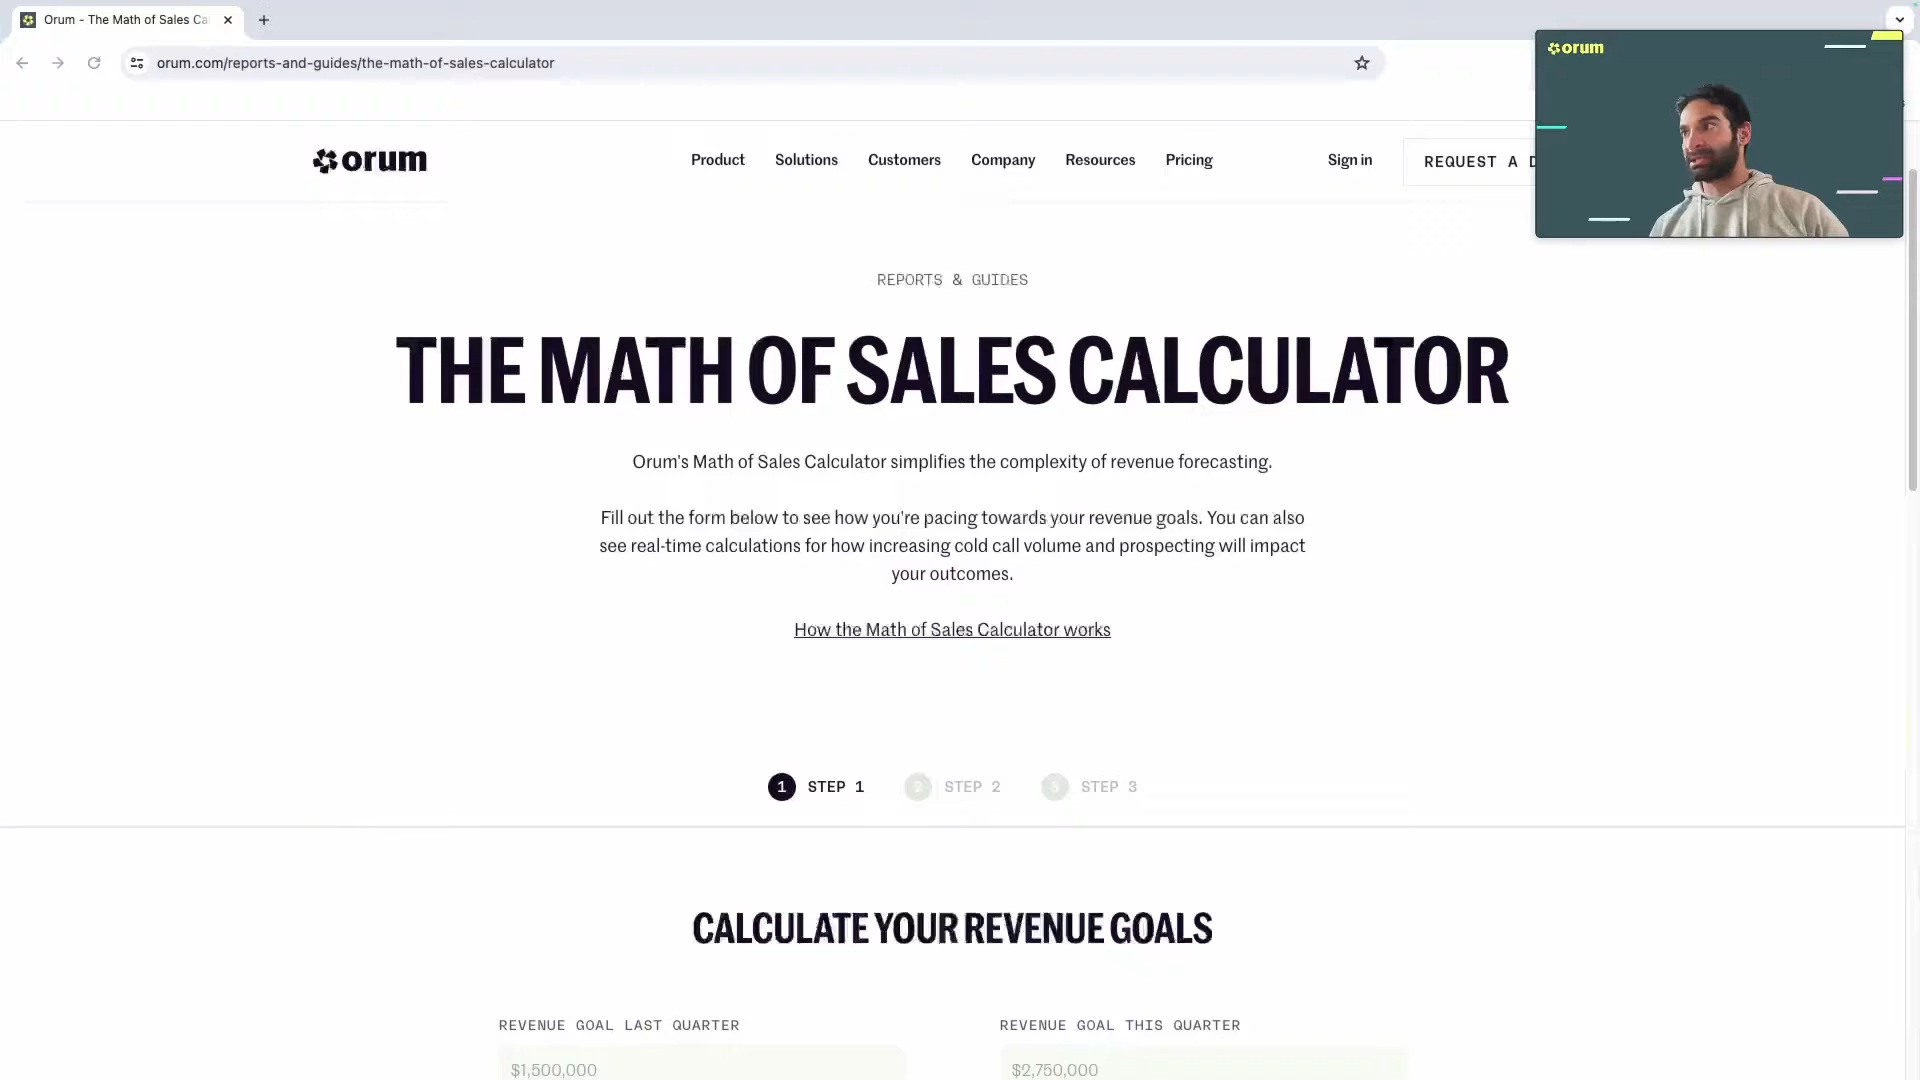 Orum - The Math of Sales Ca
orum.com/reports-and-guides/the-math-of-sales-calculator
orum
orum
Product
Solutions
Customers
Company
Resources
Pricing
Sign in
REQUEST A D
REPORTS & GUIDES
THE MATH OF SALES CALCULATOR
Orum's Math of Sales Calculator simplifies the complexity of revenue forecasting.
Fill out the form below to see how you're pacing towards your revenue goals. You can also
see real-time calculations for how increasing cold call volume and prospecting will impact
your outcomes.
How the Math of Sales Calculator works
1 STEP 1
2 STEP 2
3 STEP 3
CALCULATE YOUR REVENUE GOALS
REVENUE GOAL LAST QUARTER
REVENUE GOAL THIS QUARTER
$1,500,000
$2,750,000